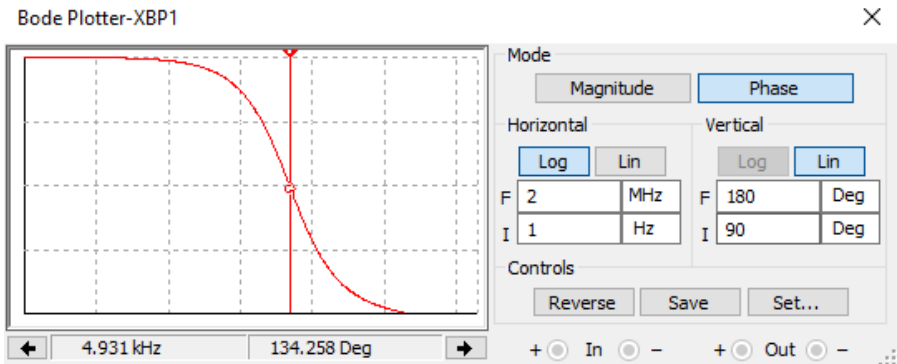 Bode Plotter-XBP1
Mode
Magnitude Phase
Horizontal Vertical
Log Lin Log Lin
F 2 MHz F 180 Deg
I 1 Hz I 90 Deg
Controls
Reverse Save Set...
4.931 kHz 134.258 Deg + In − + Out −